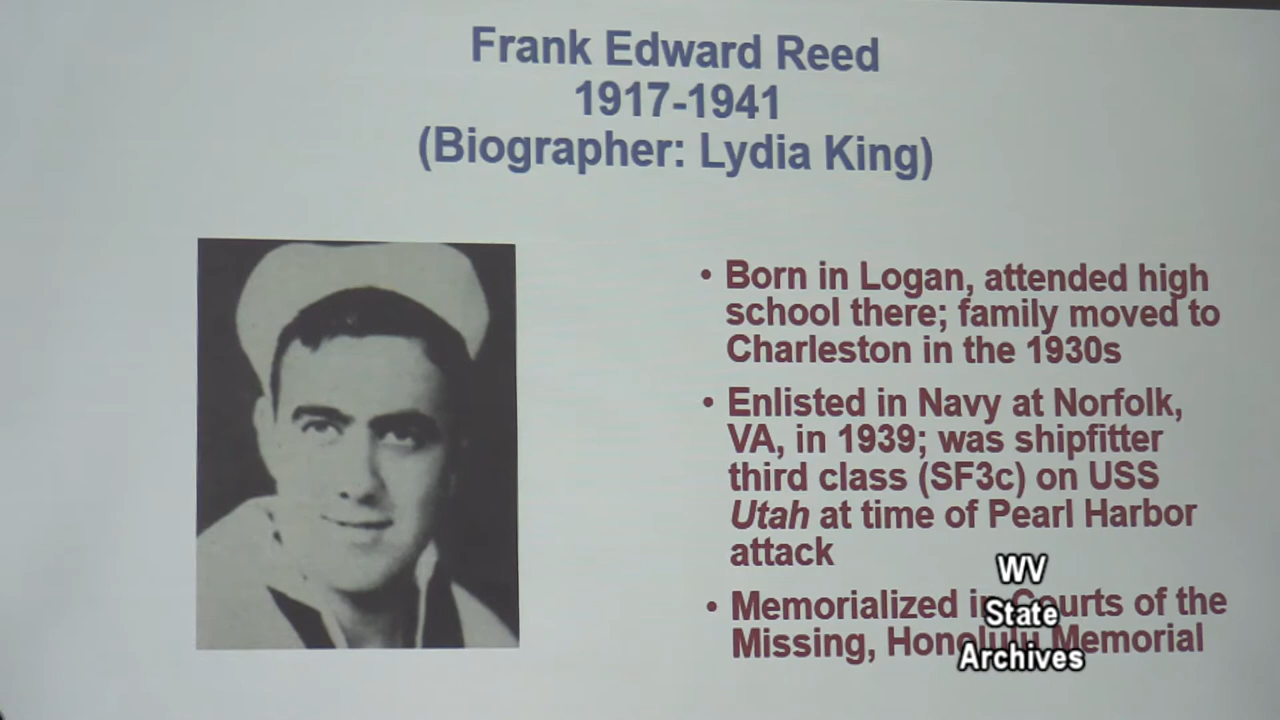 Frank Edward Reed
1917-1941
(Biographer: Lydia King)
• Born in Logan, attended high
school there; family moved to
Charleston in the 1930s
• Enlisted in Navy at Norfolk,
VA, in 1939; was shipfitter
third class (SF3c) on USS
Utah at time of Pearl Harbor
attack
• Memorialized in Courts of the
Missing, Honolulu Memorial
WV
State
Archives